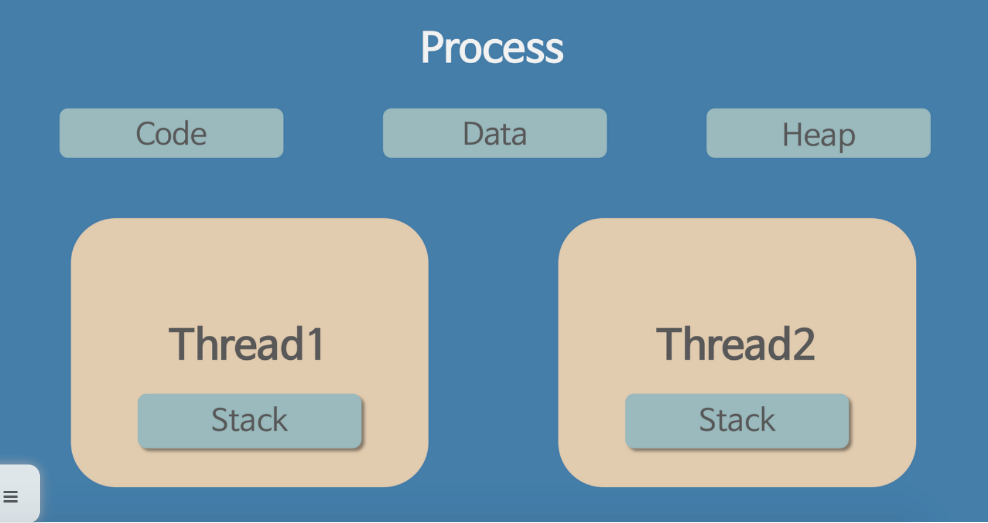 Process
Code Data Heap
Thread1 Thread2
Stack Stack